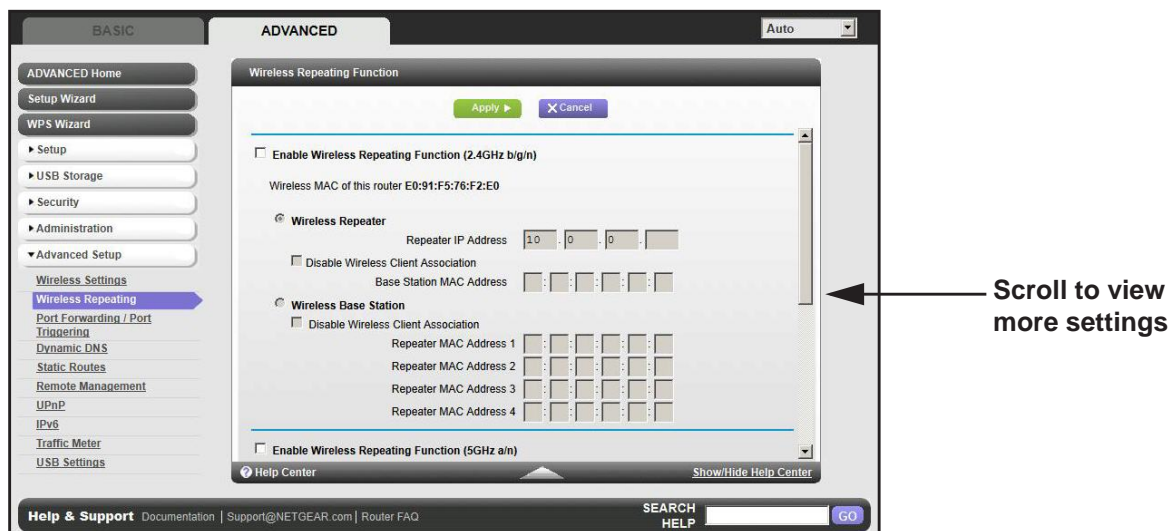 BASIC
ADVANCED
Auto
ADVANCED Home
Setup Wizard
WPS Wizard
Setup
USB Storage
Security
Administration
Advanced Setup
Wireless Settings
Wireless Repeating
Port Forwarding / Port
Triggering
Dynamic DNS
Static Routes
Remote Management
UPnP
IPv6
Traffic Meter
USB Settings
Wireless Repeating Function
Apply
X Cancel
Enable Wireless Repeating Function (2.4GHz b/g/n)
Wireless MAC of this router E0:91:F5:76:F2:E0
Wireless Repeater
Repeater IP Address 10 . 0 . 0 .
Disable Wireless Client Association
Base Station MAC Address : : : : :
Wireless Base Station
Disable Wireless Client Association
Repeater MAC Address 1 : : : : :
Repeater MAC Address 2 : : : : :
Repeater MAC Address 3 : : : : :
Repeater MAC Address 4 : : : : :
Enable Wireless Repeating Function (5GHz a/n)
? Help Center
Show/Hide Help Center
Help & Support Documentation | Support@NETGEAR.com | Router FAQ
SEARCH
HELP
GO
Scroll to view
more settings